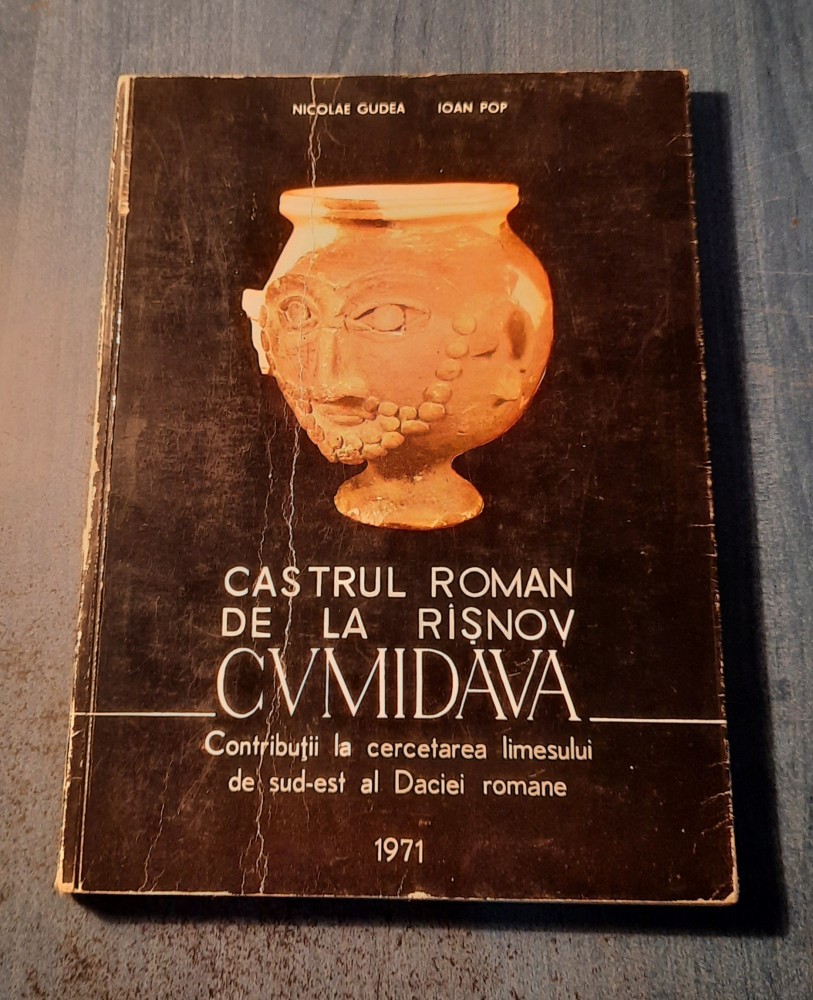 NICOLAE GUDEA IOAN POP
CASTRUL ROMAN
DE LA RÎȘNOV
CVMIDAVA
Contribuții la cercetarea limesului
de sud-est al Daciei romane
1971